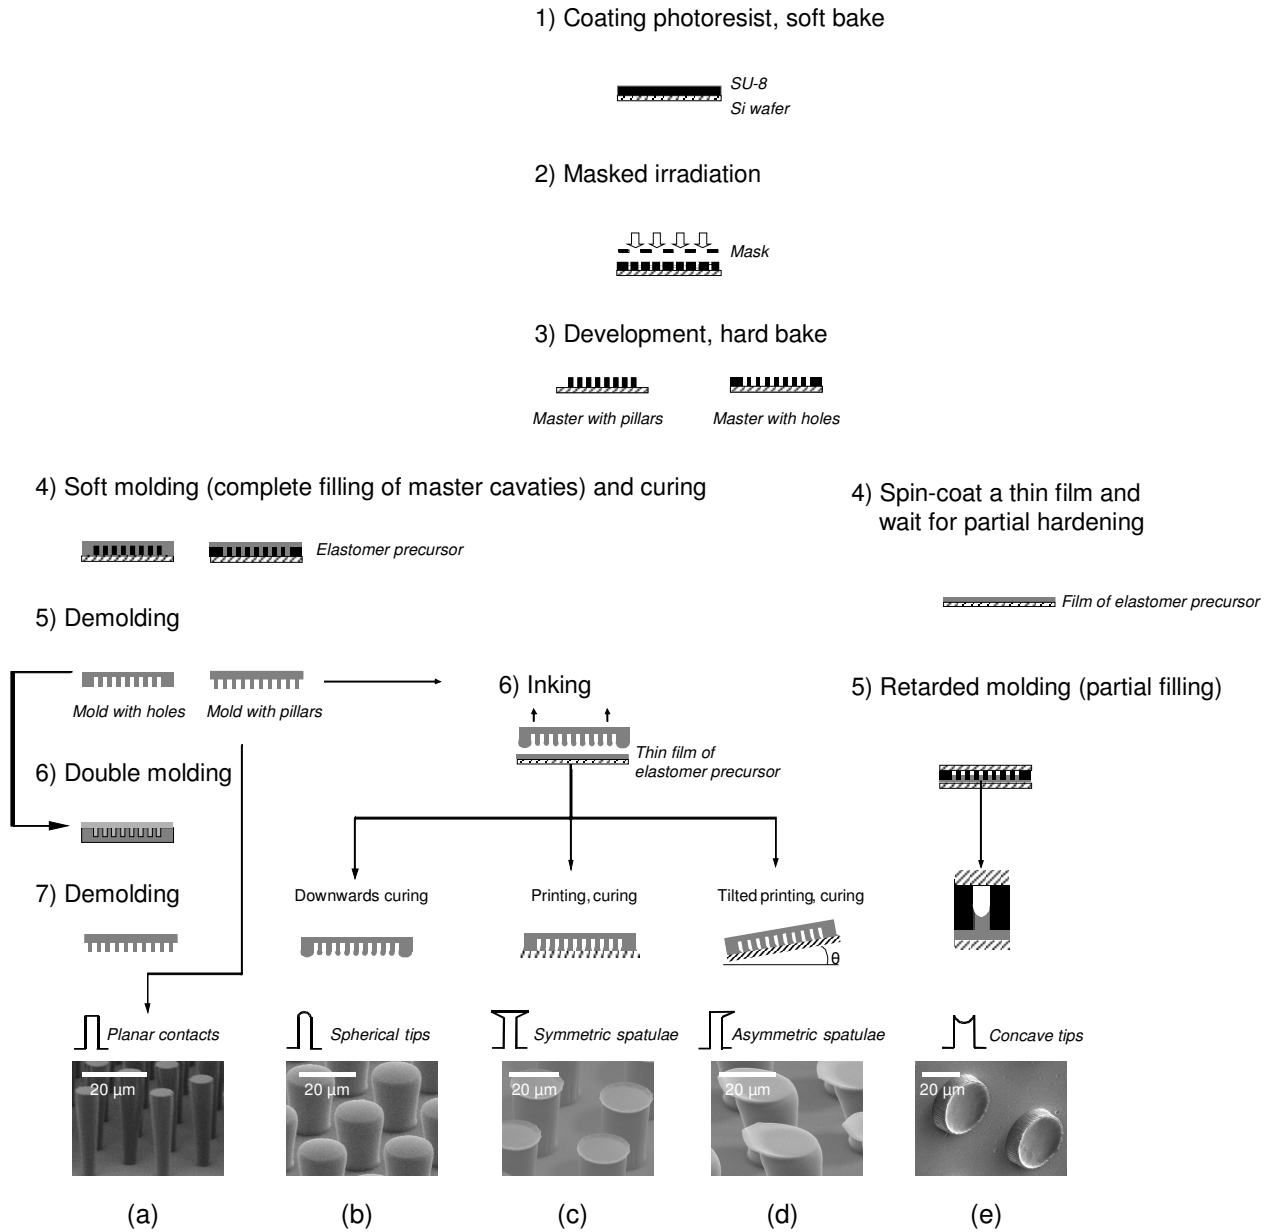 1) Coating photoresist, soft bake
SU-8
Si wafer
2) Masked irradiation
Mask
3) Development, hard bake
Master with pillars
Master with holes
4) Soft molding (complete filling of master cavaties) and curing
Elastomer precursor
4) Spin-coat a thin film and
wait for partial hardening
Film of elastomer precursor
5) Demolding
Mold with holes
Mold with pillars
6) Inking
Thin film of
elastomer precursor
5) Retarded molding (partial filling)
6) Double molding
7) Demolding
Downwards curing
Printing, curing
Tilted printing, curing
θ
Planar contacts
Spherical tips
Symmetric spatulae
Asymmetric spatulae
Concave tips
20 µm
20 µm
20 µm
20 µm
20 µm
(a)
(b)
(c)
(d)
(e)